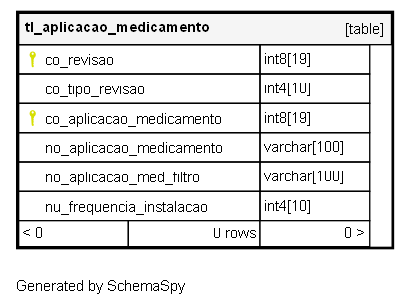 tl_aplicacao_medicamento [table]
co_revisao int8[19]
co_tipo_revisao int4[10]
co_aplicacao_medicamento int8[19]
no_aplicacao_medicamento varchar[100]
no_aplicacao_med_filtro varchar[100]
nu_frequencia_instalacao int4[10]
< 0 0 rows 0 >
Generated by SchemaSpy